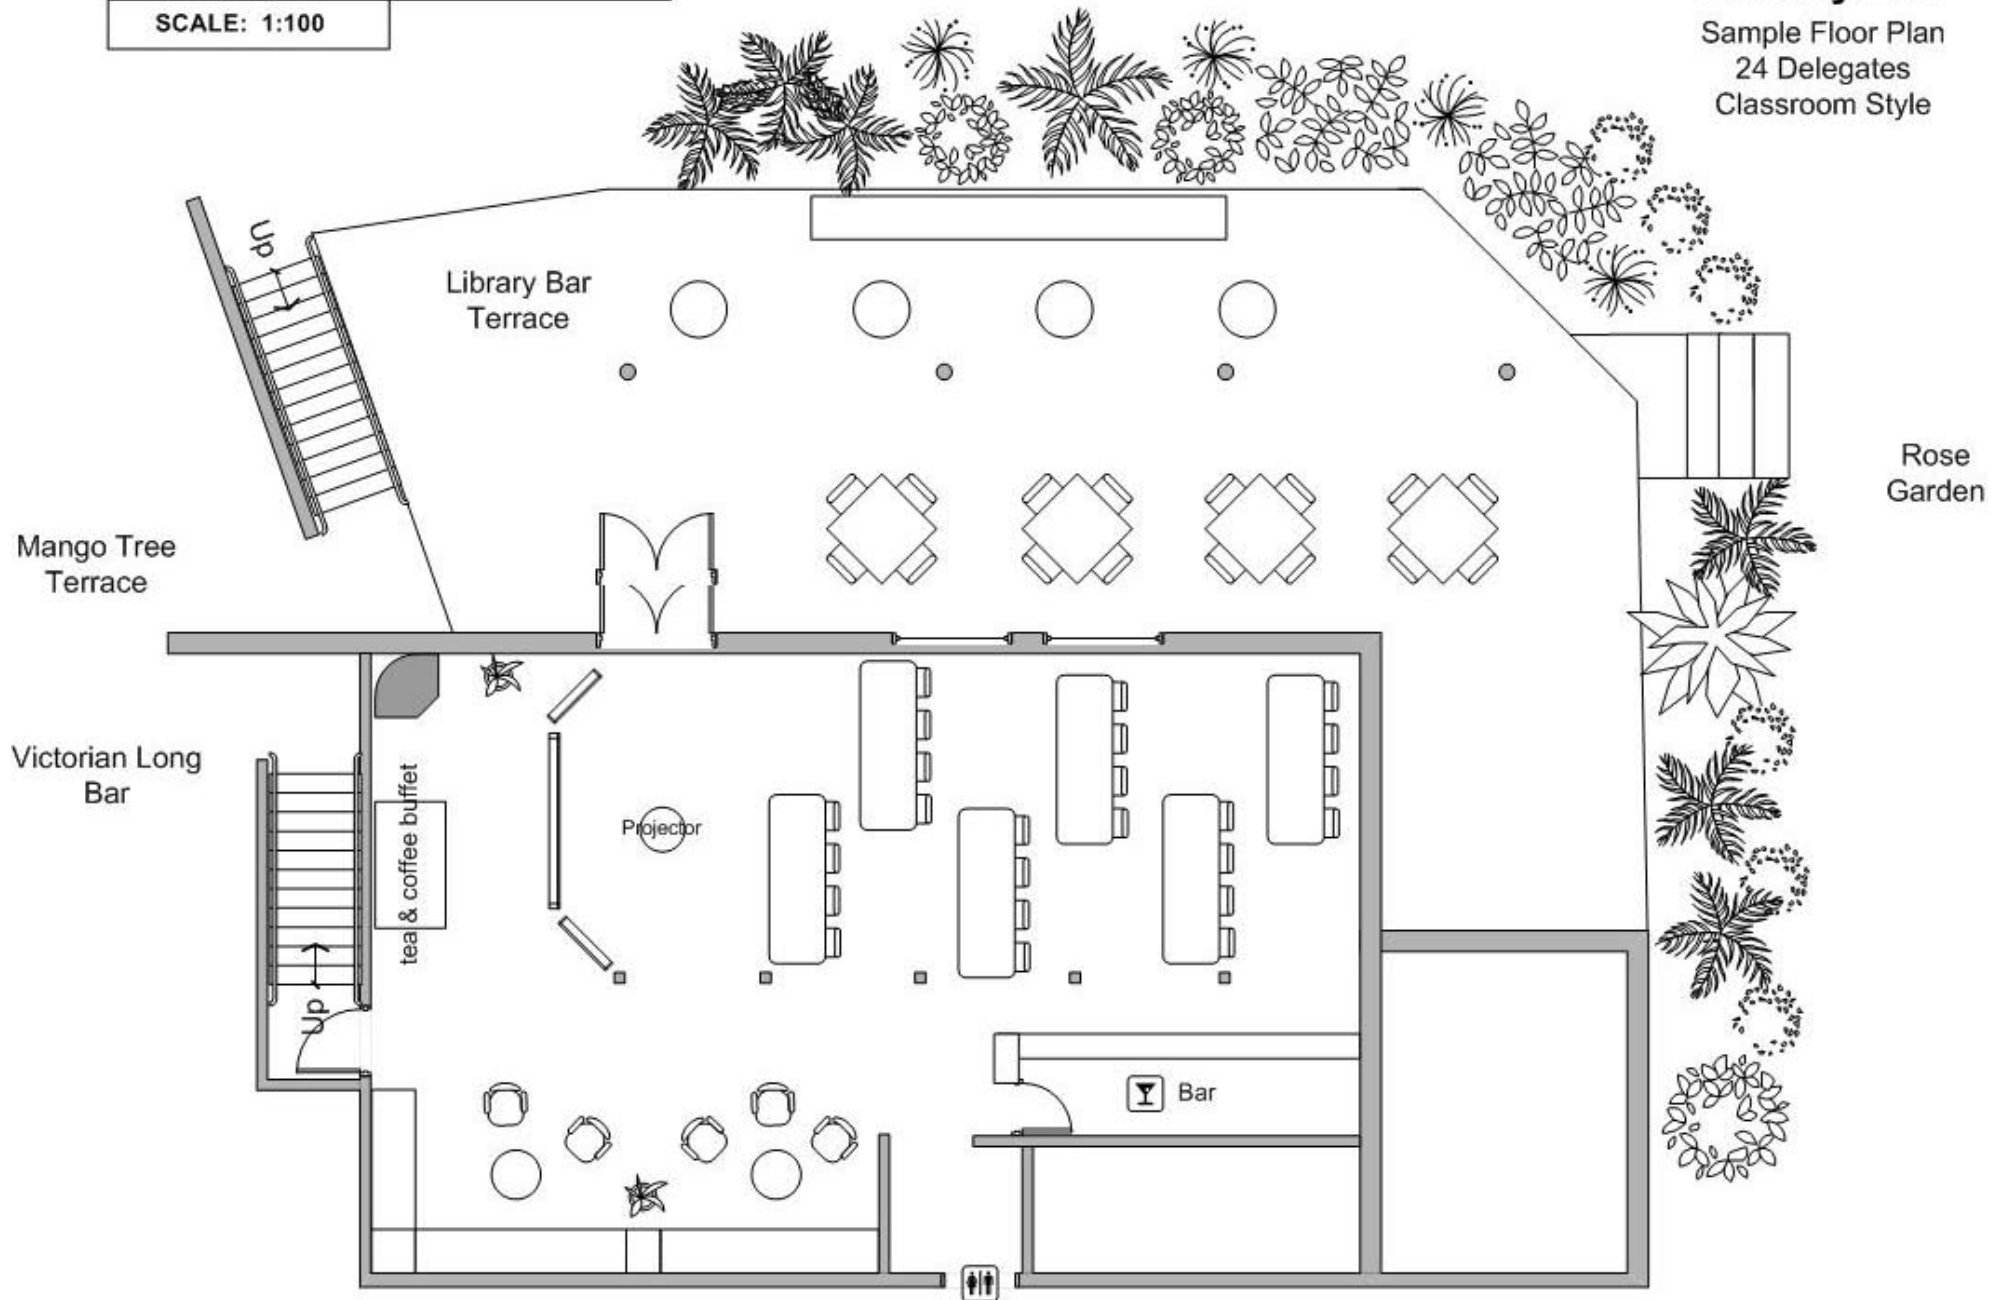 SCALE: 1:100
Sample Floor Plan
24 Delegates
Classroom Style
Up
Library Bar
Terrace
Rose
Garden
Mango Tree
Terrace
Victorian Long
Bar
tea & coffee buffet
Projector
Up
Bar